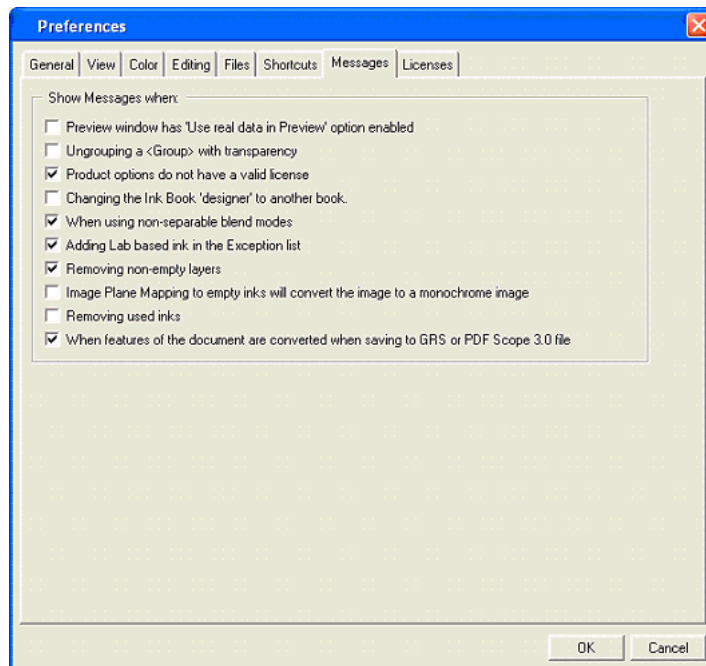 Preferences
General View Color Editing Files Shortcuts Messages Licenses
Show Messages when:
Preview window has 'Use real data in Preview' option enabled
Ungrouping a <Group> with transparency
Product options do not have a valid license
Changing the Ink Book 'designer' to another book.
When using non-separable blend modes
Adding Lab based ink in the Exception list
Removing non-empty layers
Image Plane Mapping to empty inks will convert the image to a monochrome image
Removing used inks
When features of the document are converted when saving to GRS or PDF Scope 3.0 file
OK Cancel